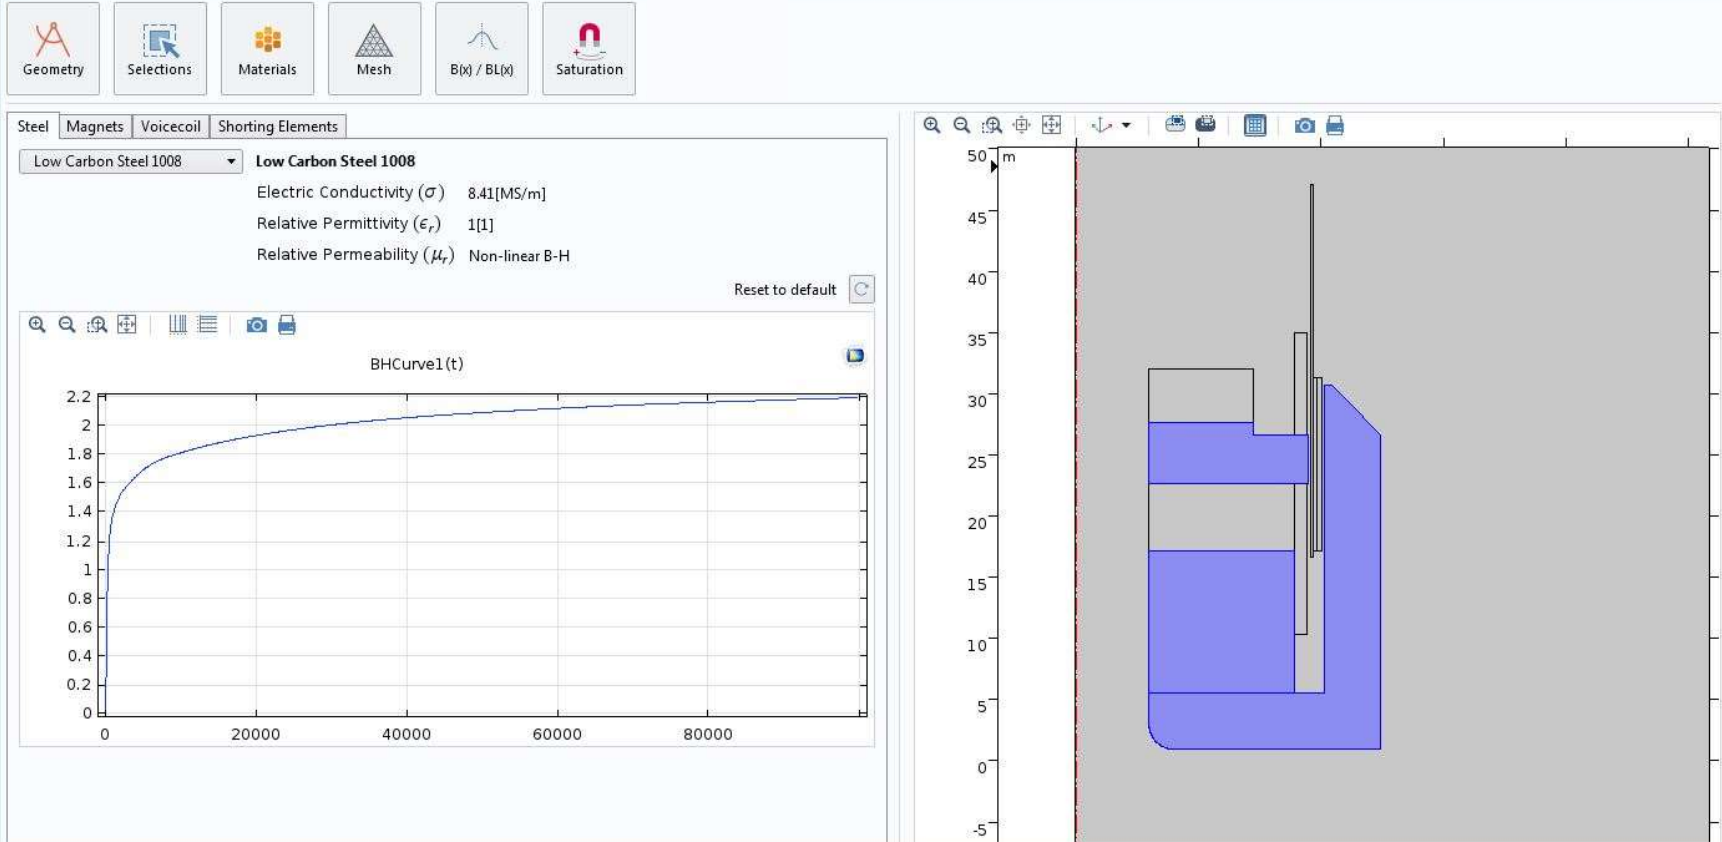 Geometry Selections Materials Mesh B(x) / BL(x) Saturation
Steel Magnets Voicecoil Shorting Elements
Low Carbon Steel 1008 Low Carbon Steel 1008
Electric Conductivity (σ) 8.41[MS/m]
Relative Permittivity (ϵr) 1[1]
Relative Permeability (μr) Non-linear B-H
Reset to default
BHCurve1(t)
2.2
2
1.8
1.6
1.4
1.2
1
0.8
0.6
0.4
0.2
0
0 20000 40000 60000 80000
50 m
45
40
35
30
25
20
15
10
5
0
-5